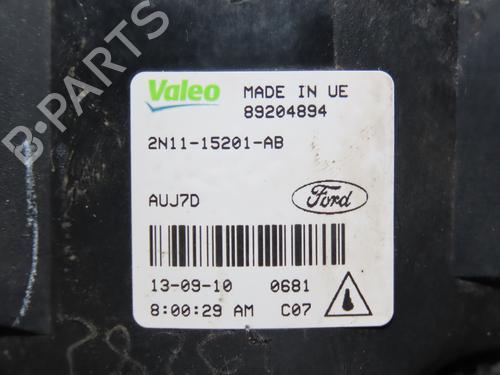 B-PARTS
Valeo
MADE IN UE
89204894
2N11-15201-AB
AUJ7D
Ford
13-09-10 0681
8:00:29 AM C07